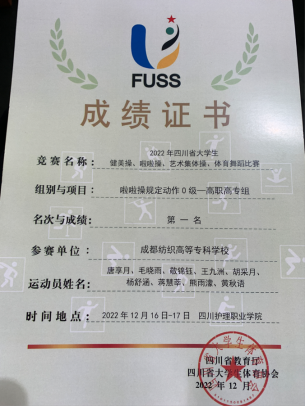 FUSS
成绩证书
竞赛名称：2022年四川省大学生
健美操、啦啦操、艺术集体操、体育舞蹈比赛
组别与项目：啦啦操规定动作0级—高职高专组
名次与成绩：第一名
参赛单位：成都纺织高等专科学校
运动员姓名：唐享月、毛晓雨、敬锦钰、王九洲、胡采月、
杨舒涵、蒋慧莘、熊雨濛、黄秋语
时间地点：2022年12月16日-17日 四川护理职业学院
四川省教育厅
四川省大学生体育协会
2022年12月